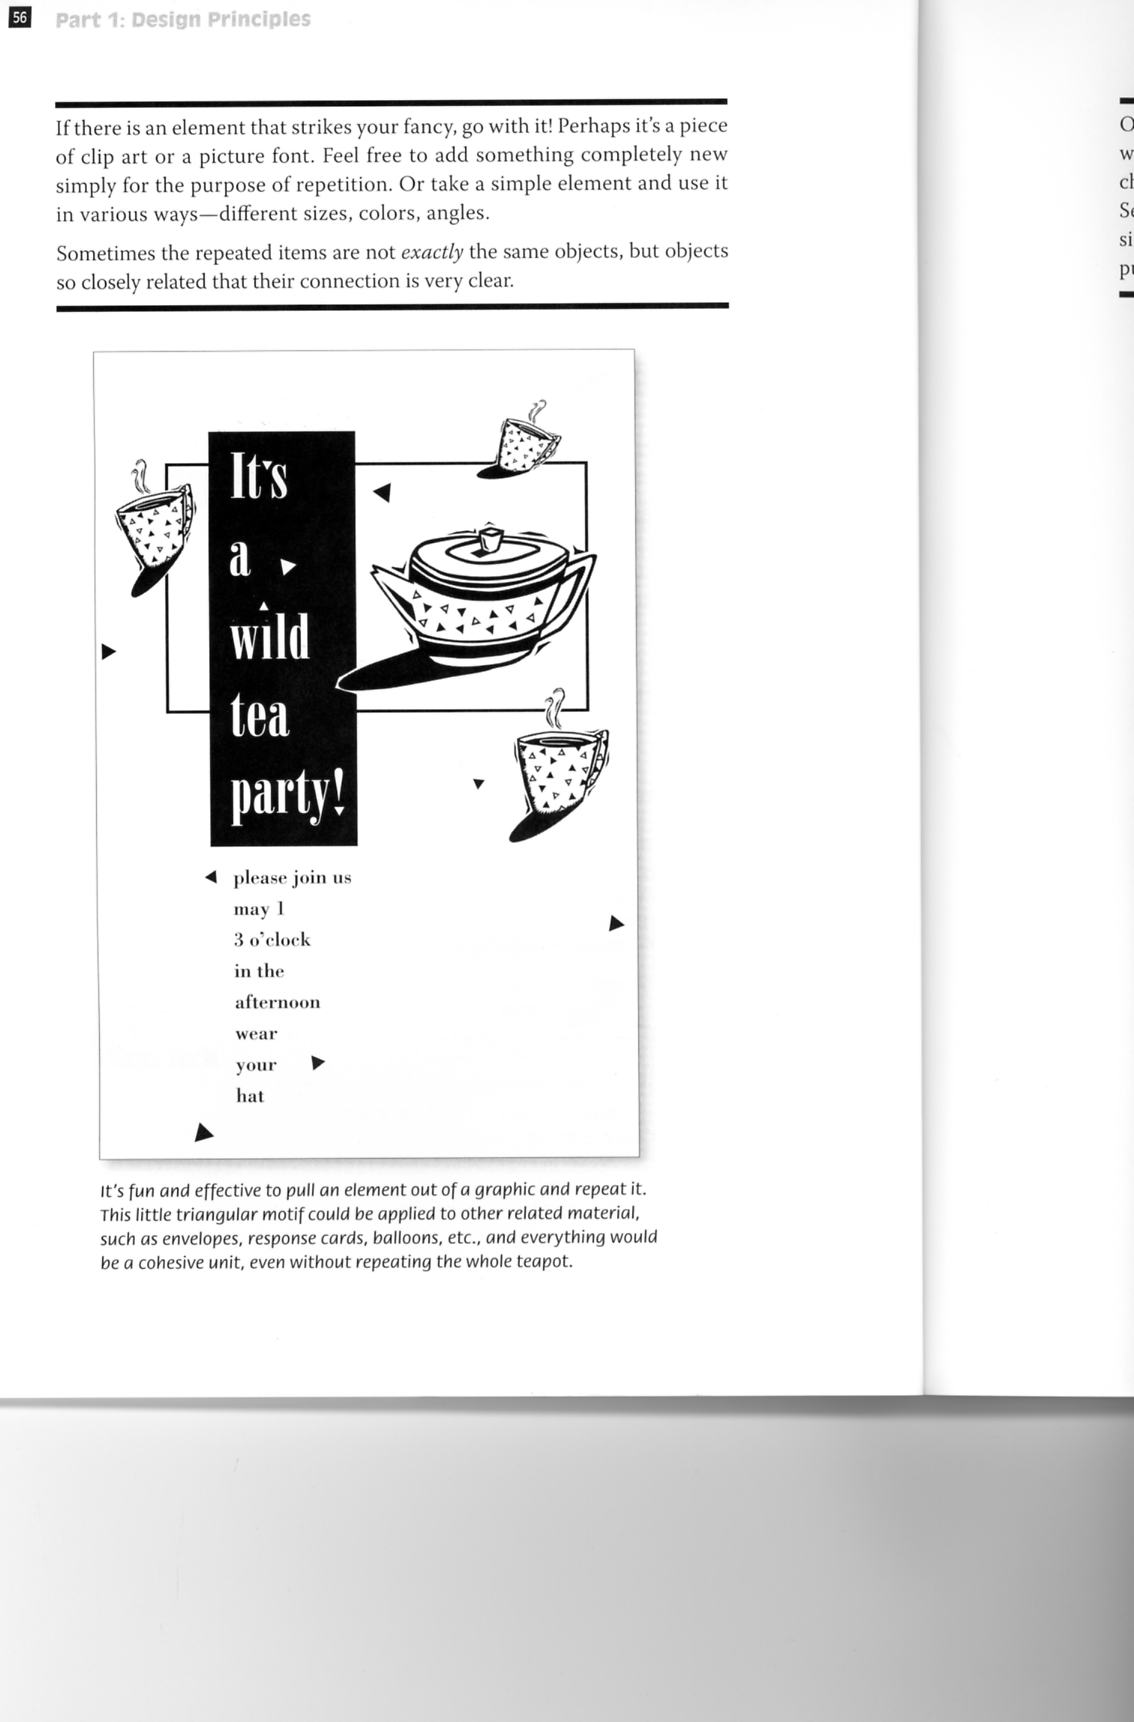 56 Part 1: Design Principles
If there is an element that strikes your fancy, go with it! Perhaps it's a piece
of clip art or a picture font. Feel free to add something completely new
simply for the purpose of repetition. Or take a simple element and use it
in various ways—different sizes, colors, angles.
Sometimes the repeated items are not exactly the same objects, but objects
so closely related that their connection is very clear.
It's
a
wild
tea
party!
please join us
may 1
3 o'clock
in the
afternoon
wear
your
hat
It's fun and effective to pull an element out of a graphic and repeat it.
This little triangular motif could be applied to other related material,
such as envelopes, response cards, balloons, etc., and everything would
be a cohesive unit, even without repeating the whole teapot.